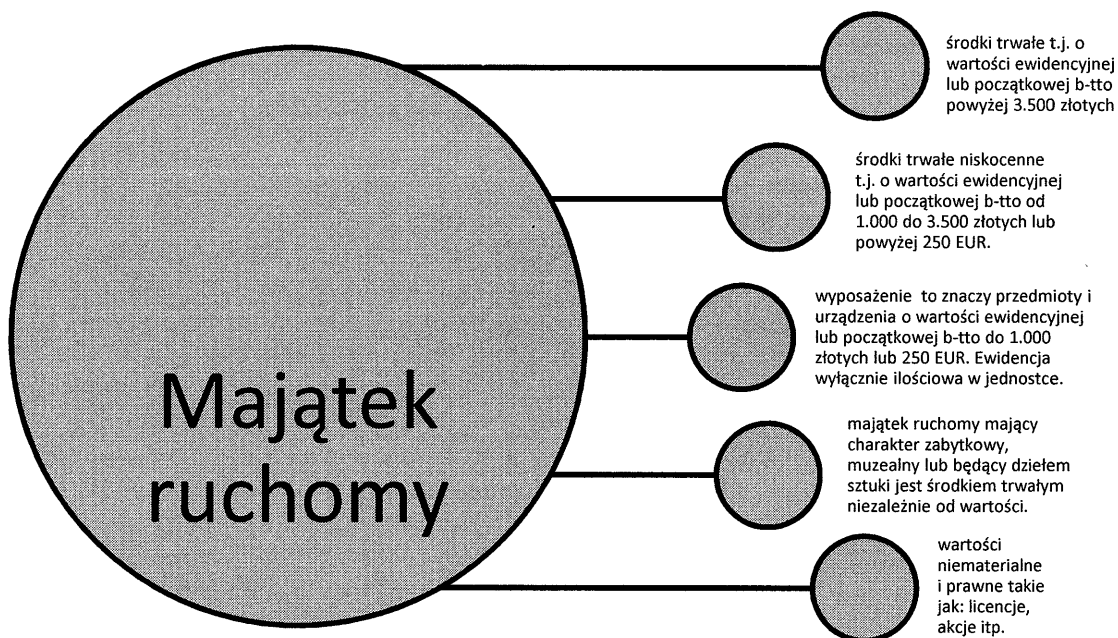 Majątek
ruchomy
środki trwałe t.j. o
wartości ewidencyjnej
lub początkowej b-tto
powyżej 3.500 złotych
środki trwałe niskocenne
t.j. o wartości ewidencyjnej
lub początkowej b-tto od
1.000 do 3.500 złotych lub
powyżej 250 EUR.
wyposażenie to znaczy przedmioty i
urządzenia o wartości ewidencyjnej
lub początkowej b-tto do 1.000
złotych lub 250 EUR. Ewidencja
wyłącznie ilościowa w jednostce.
majątek ruchomy mający
charakter zabytkowy,
muzealny lub będący dziełem
sztuki jest środkiem trwałym
niezależnie od wartości.
wartości
niematerialne
i prawne takie
jak: licencje,
akcje itp.